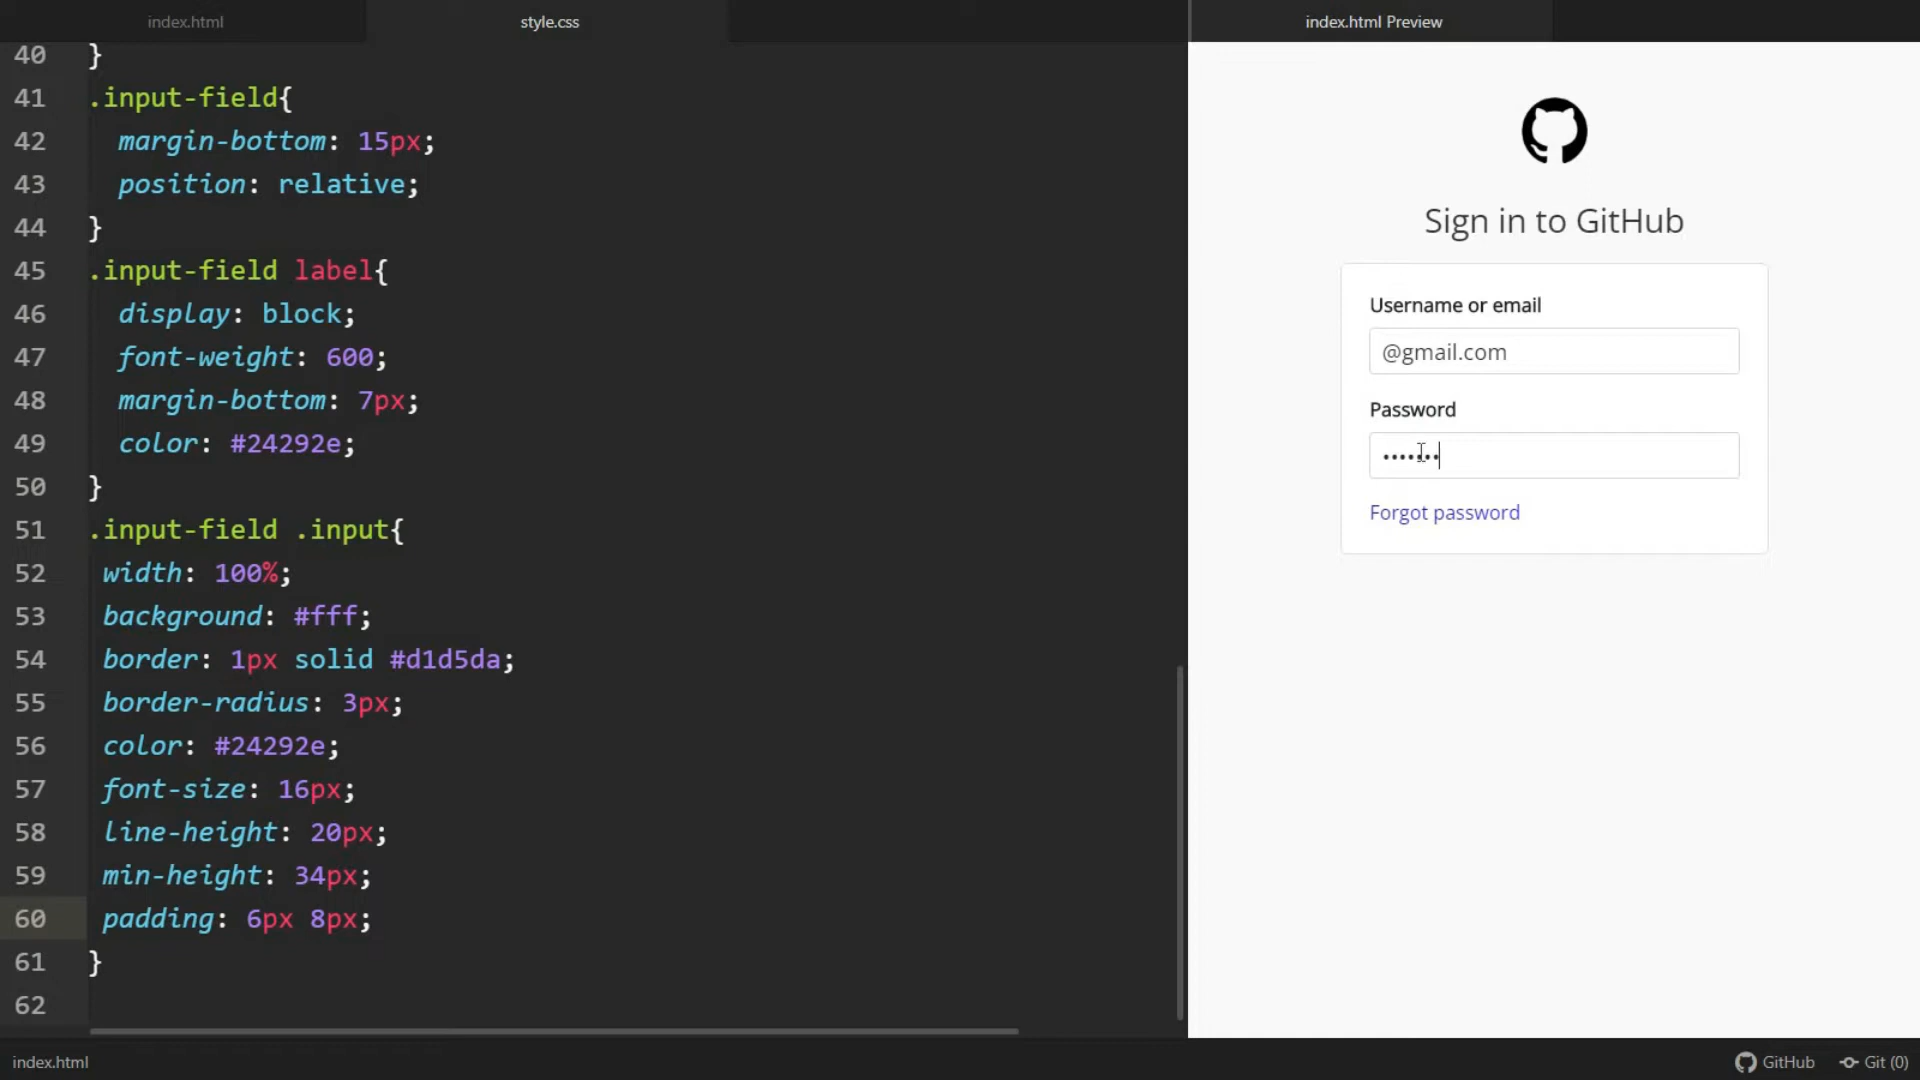 index.html
style.css
index.html Preview
40 }
41 .input-field{
42 margin-bottom: 15px;
43 position: relative;
44 }
45 .input-field label{
46 display: block;
47 font-weight: 600;
48 margin-bottom: 7px;
49 color: #24292e;
50 }
51 .input-field .input{
52 width: 100%;
53 background: #fff;
54 border: 1px solid #d1d5da;
55 border-radius: 3px;
56 color: #24292e;
57 font-size: 16px;
58 line-height: 20px;
59 min-height: 34px;
60 padding: 6px 8px;
61 }
62
Sign in to GitHub
Username or email
@gmail.com
Password
•••••••
Forgot password
index.html
GitHub
Git (0)